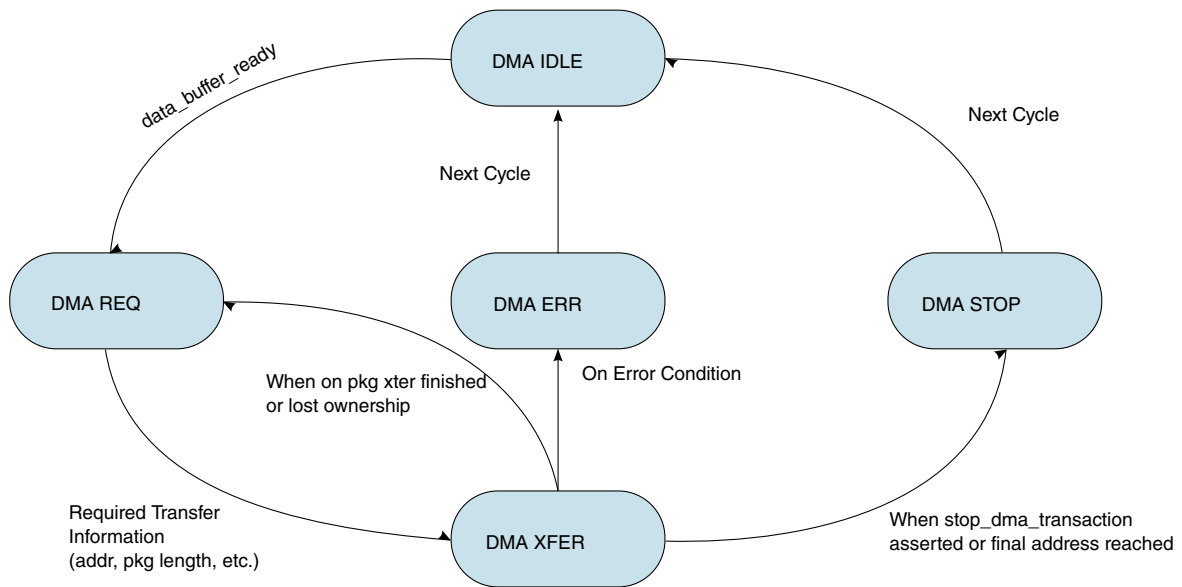 DMA IDLE
data_buffer_ready
Next Cycle
Next Cycle
DMA REQ
DMA ERR
DMA STOP
When on pkg xter finished
or lost ownership
On Error Condition
Required Transfer
Information
(addr, pkg length, etc.)
DMA XFER
When stop_dma_transaction
asserted or final address reached